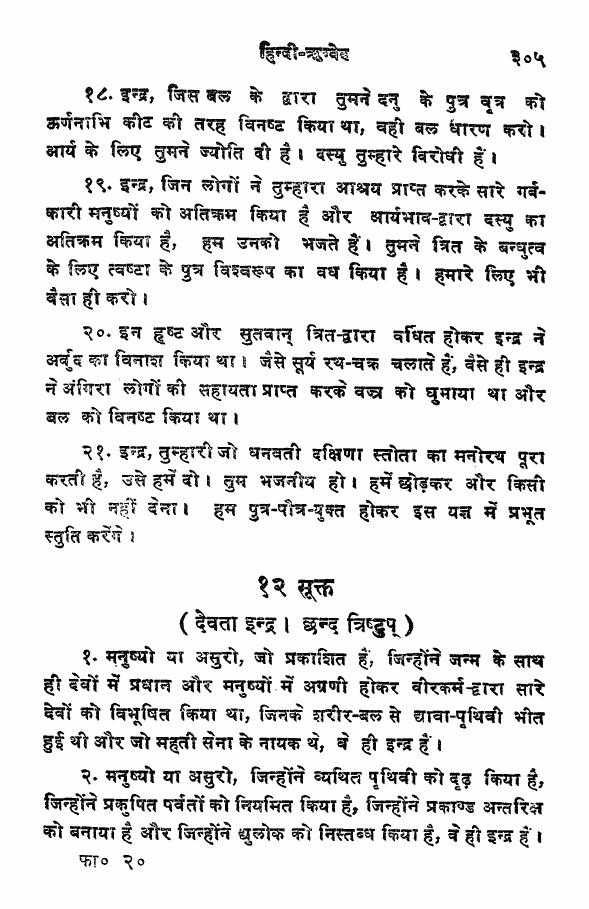 हिन्दी-ऋग्वेद ३०५
१८. इन्द्र, जिस बल के द्वारा तुमने दनु के पुत्र वृत्र को
ऊर्णनाभि कीट की तरह विनष्ट किया था, वही बल धारण करो।
आर्य के लिए तुमने ज्योति दी है। दस्यु तुम्हारे विरोधी हैं।
१९. इन्द्र, जिन लोगों ने तुम्हारा आश्रय प्राप्त करके सारे गर्व-
कारी मनुष्यों को अतिक्रम किया है और आर्यभाव-द्वारा दस्यु का
अतिक्रम किया है, हम उनको भजते हैं। तुमने त्रित के बन्धुत्व
के लिए त्वष्टा के पुत्र विश्वरूप का वध किया है। हमारे लिए भी
वैसा ही करो।
२०. इन हृष्ट और सुतवान् त्रित-द्वारा वर्धित होकर इन्द्र ने
अर्वुद का विनाश किया था। जैसे सूर्य रथ-चक्र चलाते हैं, वैसे ही इन्द्र
ने अंगिरा लोगों की सहायता प्राप्त करके वज्र को घुमाया था और
बल को विनष्ट किया था।
२१. इन्द्र, तुम्हारी जो धनवती दक्षिणा स्तोता का मनोरथ पूरा
करती है, उसे हमें दो। तुम भजनीय हो। हमें छोड़कर और किसी
को भी नहीं देना। हम पुत्र-पौत्र-युक्त होकर इस यज्ञ में प्रभूत
स्तुति करेंगे।
१२ सूक्त
(देवता इन्द्र। छन्द त्रिष्टुप्)
१. मनुष्यो या असुरो, जो प्रकाशित हैं, जिन्होंने जन्म के साथ
ही देवों में प्रधान और मनुष्यों में अग्रणी होकर वीरकर्म-द्वारा सारे
देवों को विभूषित किया था, जिनके शरीर-बल से द्यावा-पृथिवी भीत
हुई थी और जो महती सेना के नायक थे, वे ही इन्द्र हैं।
२. मनुष्यो या असुरो, जिन्होंने व्यथित पृथिवी को दृढ़ किया है,
जिन्होंने प्रकुपित पर्वतों को नियमित किया है, जिन्होंने प्रकाण्ड अन्तरिक्ष
को बनाया है और जिन्होंने द्युलोक को निस्तब्ध किया है, वे ही इन्द्र हैं।
फा० २०